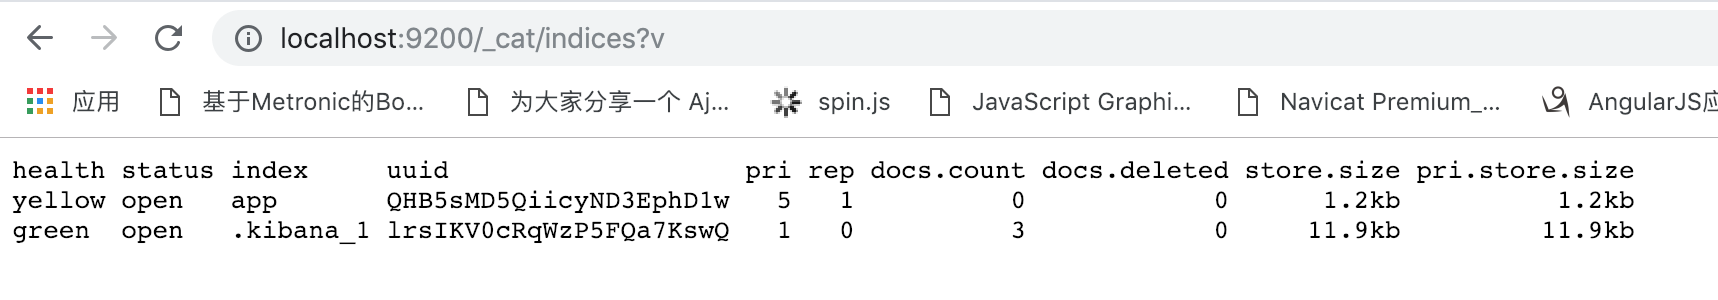 localhost:9200/_cat/indices?v
应用 基于Metronic的Bo... 为大家分享一个 Aj... spin.js JavaScript Graphi... Navicat Premium_... AngularJS应
health status index uuid pri rep docs.count docs.deleted store.size pri.store.size
yellow open app QHB5sMD5QiicyND3EphD1w 5 1 0 0 1.2kb 1.2kb
green open .kibana_1 lrsIKV0cRqWzP5FQa7KswQ 1 0 3 0 11.9kb 11.9kb